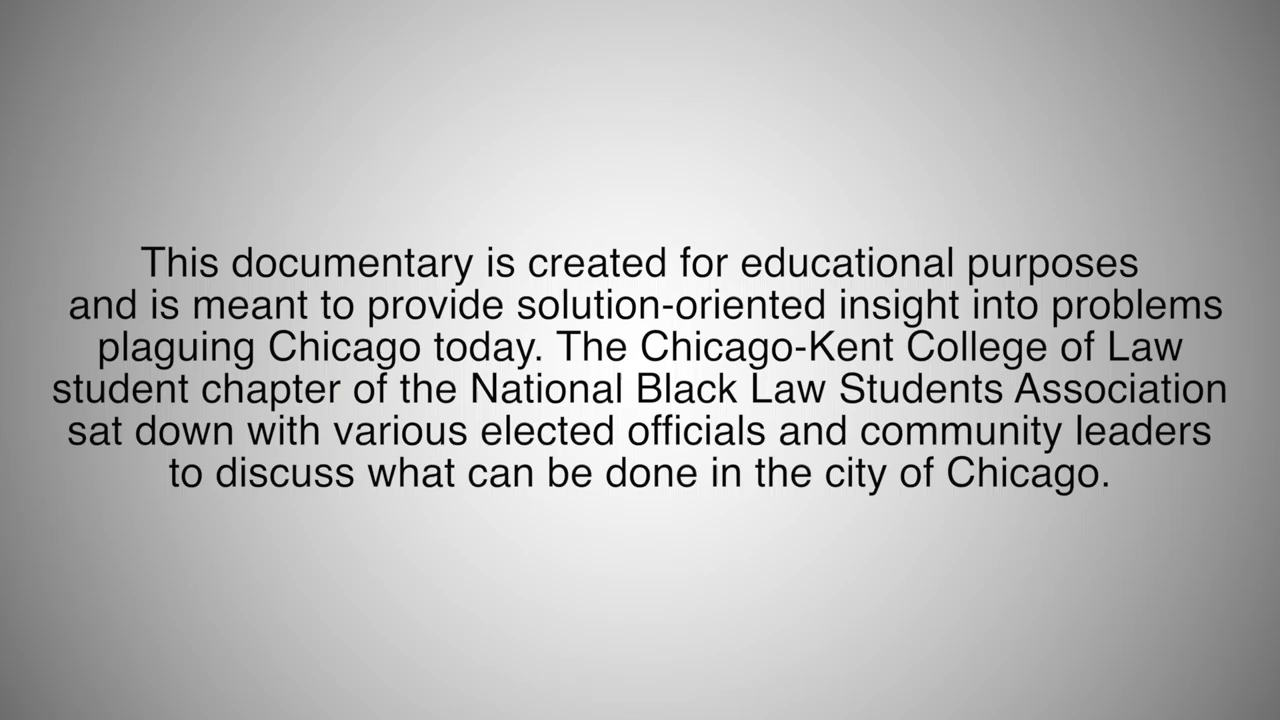 This documentary is created for educational purposes
and is meant to provide solution-oriented insight into problems
plaguing Chicago today. The Chicago-Kent College of Law
student chapter of the National Black Law Students Association
sat down with various elected officials and community leaders
to discuss what can be done in the city of Chicago.